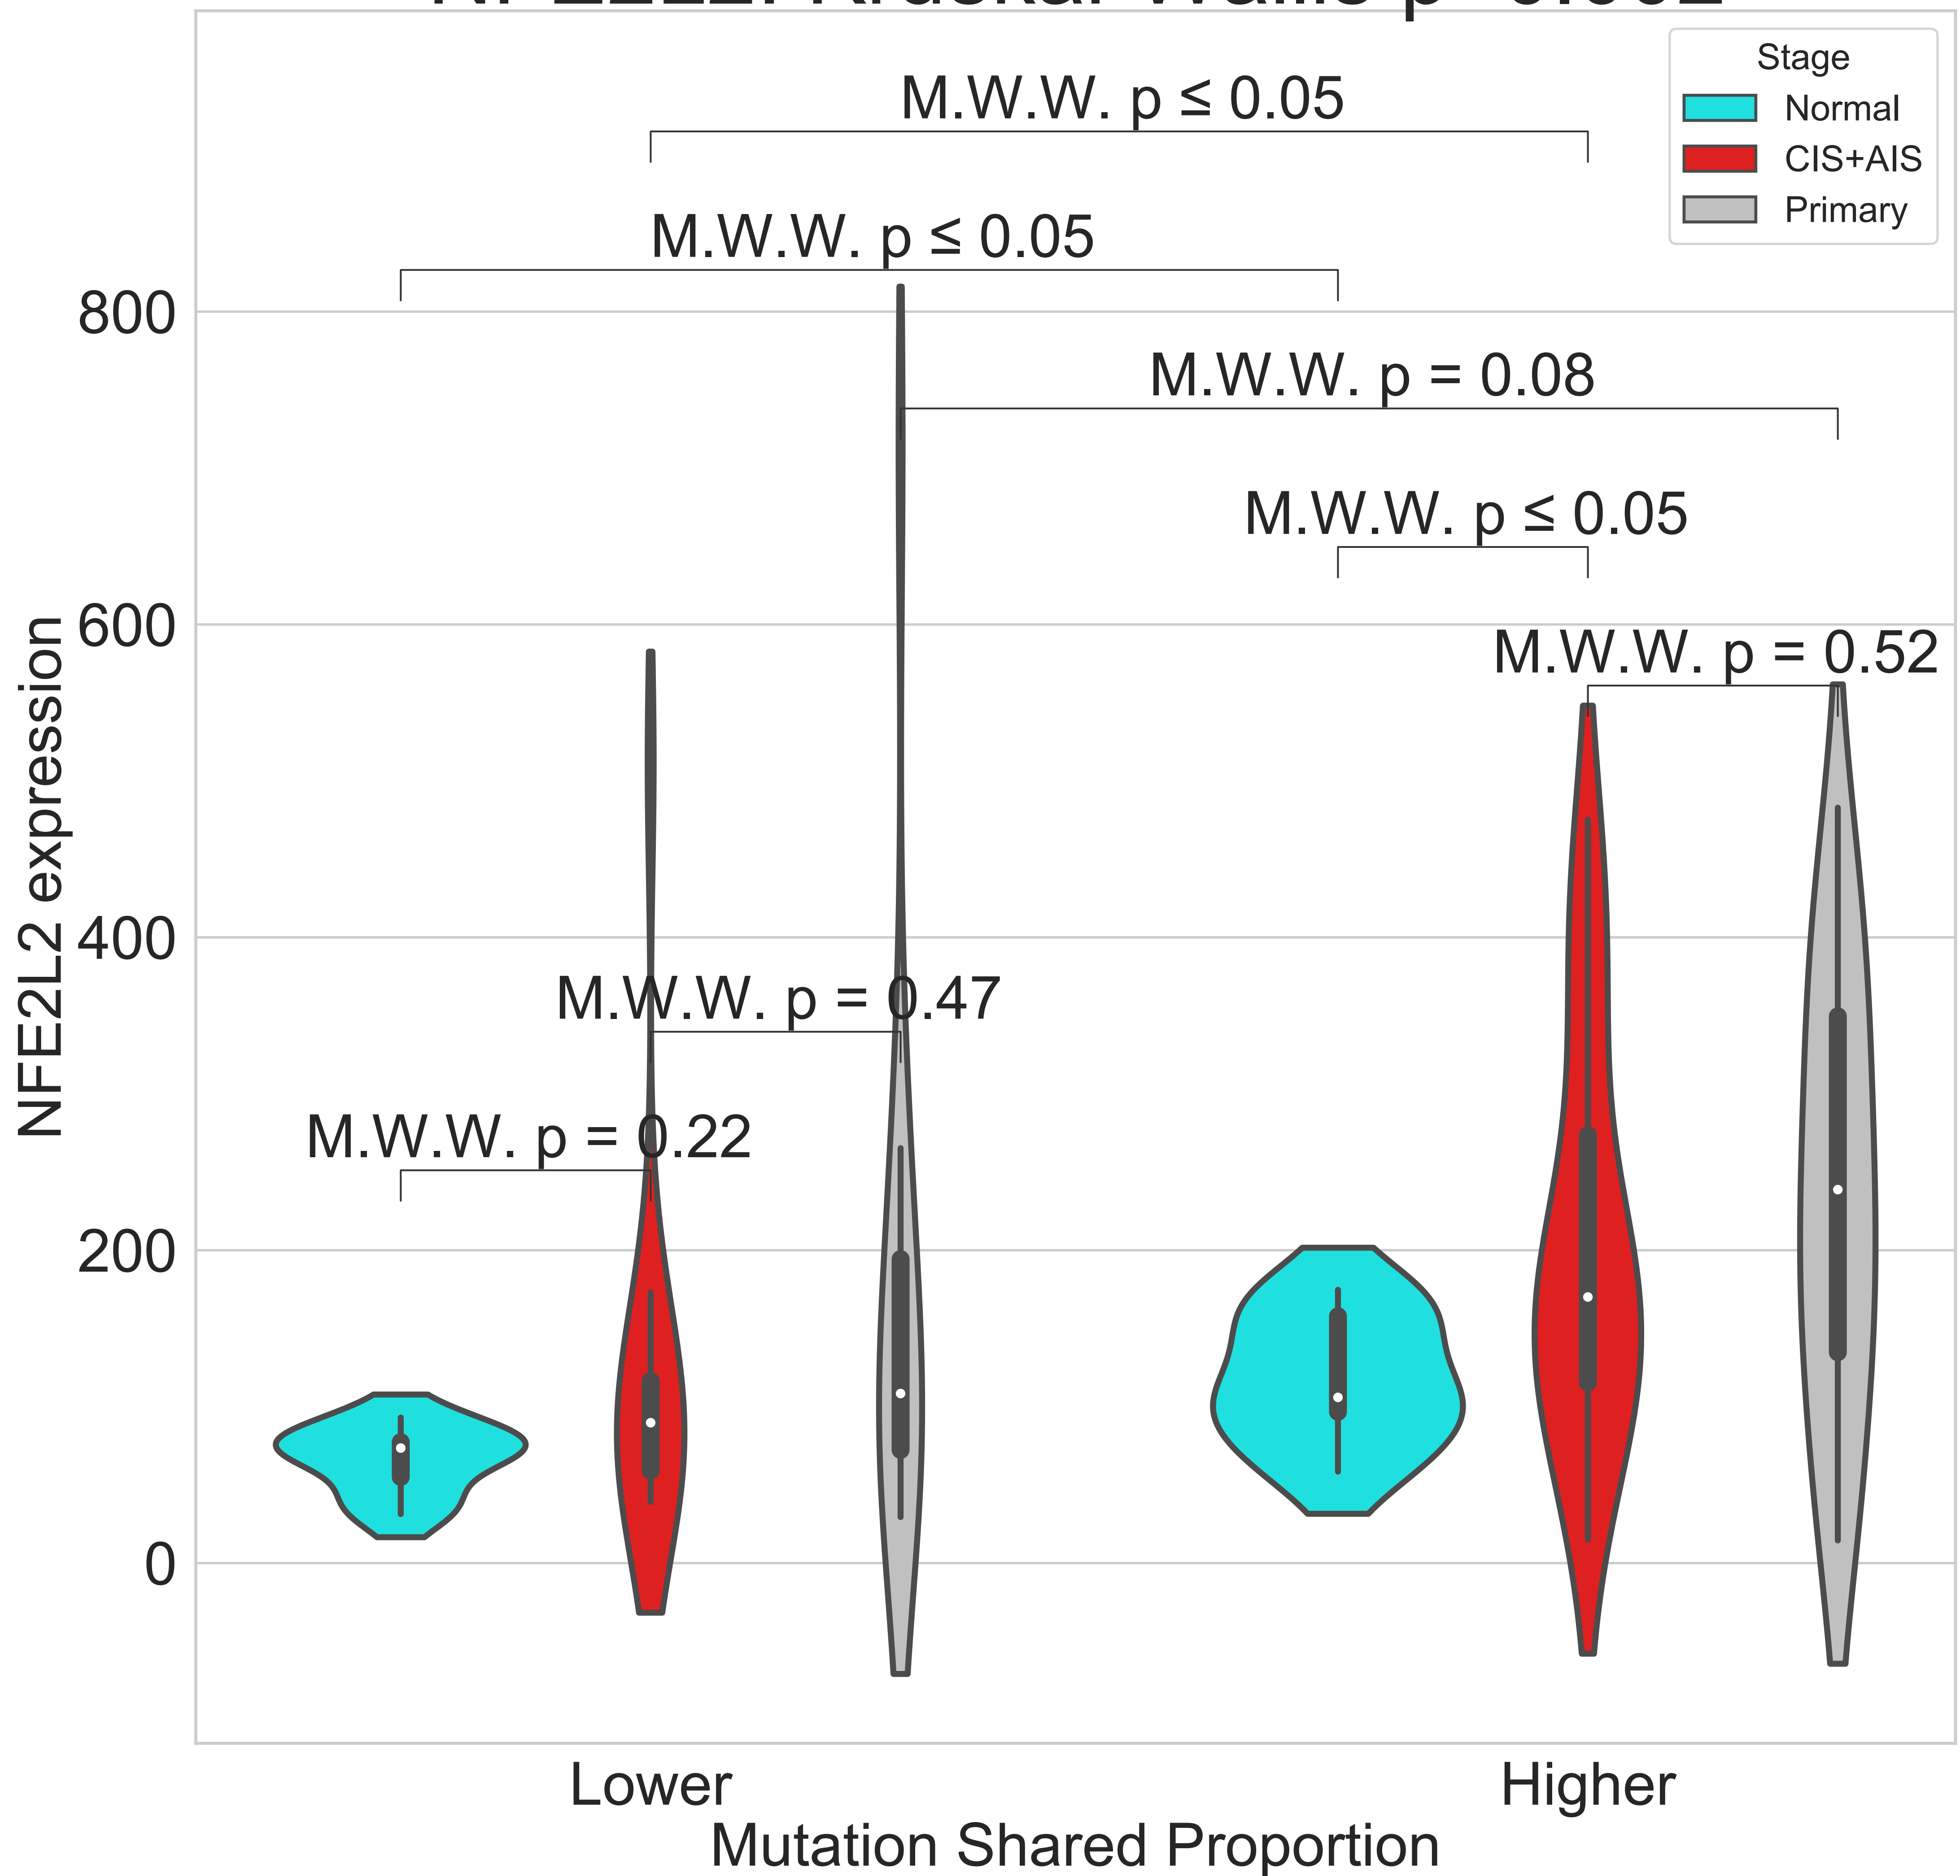 Stage
Normal
CIS+AIS
Primary
M.W.W. p ≤ 0.05
M.W.W. p ≤ 0.05
M.W.W. p = 0.08
M.W.W. p ≤ 0.05
M.W.W. p = 0.52
M.W.W. p = 0.47
M.W.W. p = 0.22
800
600
400
200
0
NFE2L2 expression
Lower
Higher
Mutation Shared Proportion